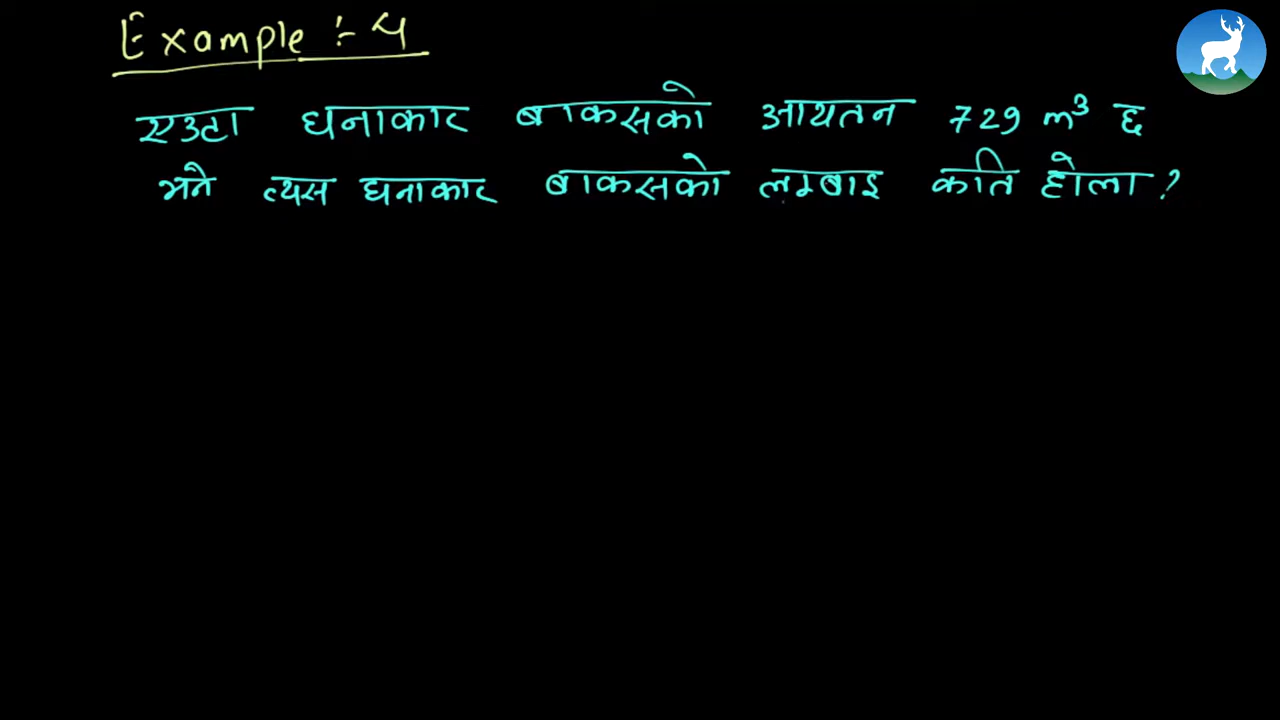 Example :- 4
एउटा घनाकार बाकसको आयतन 729 m³ छ
भने त्यस घनाकार बाकसको लम्बाइ कति होला ?